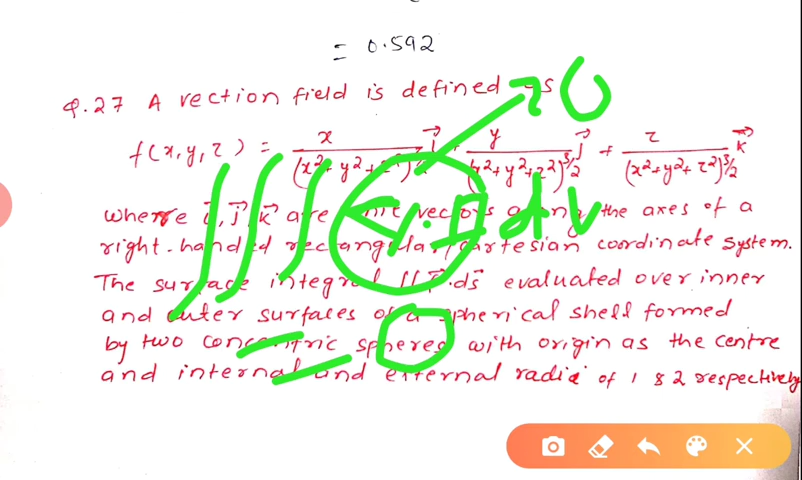 = 0.592
Q.27 A vection field is defined as
f(x,y,z) = x/(x²+y²+z²)^3/2 i⃗ + y/(x²+y²+z²)^3/2 j⃗ + z/(x²+y²+z²)^3/2 k⃗
→ 0
∭ ∇.F dv
where i⃗, j⃗, k⃗ are unit vectors along the axes of a
right-handed rectangular/cartesian coordinate system.
The surface integral ∫∫ F⃗.ds⃗ evaluated over inner
and outer surfaces of a spherical shell formed
by two concentric spheres with origin as the centre
and internal and external radii of 1 & 2 respectively
= 0